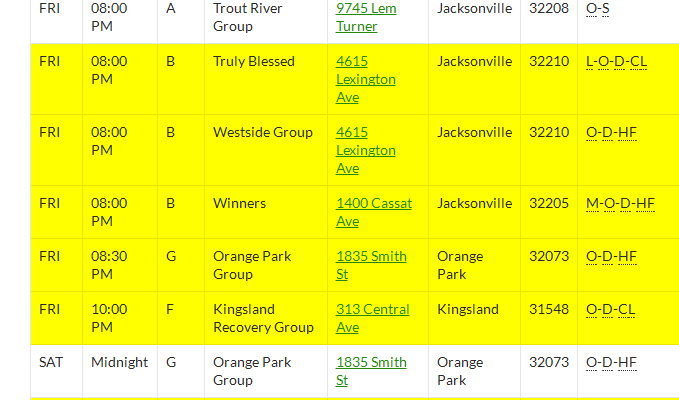 FRI 08:00 A Trout River 9745 Lem Jacksonville 32208 O-S
PM Group Turner
FRI 08:00 B Truly Blessed 4615 Jacksonville 32210 L-O-D-CL
PM Lexington
Ave
FRI 08:00 B Westside Group 4615 Jacksonville 32210 O-D-HF
PM Lexington
Ave
FRI 08:00 B Winners 1400 Cassat Jacksonville 32205 M-O-D-HF
PM Ave
FRI 08:30 G Orange Park 1835 Smith Orange 32073 O-D-HF
PM Group St Park
FRI 10:00 F Kingsland 313 Central Kingsland 31548 O-D-CL
PM Recovery Group Ave
SAT Midnight G Orange Park 1835 Smith Orange 32073 O-D-HF
Group St Park